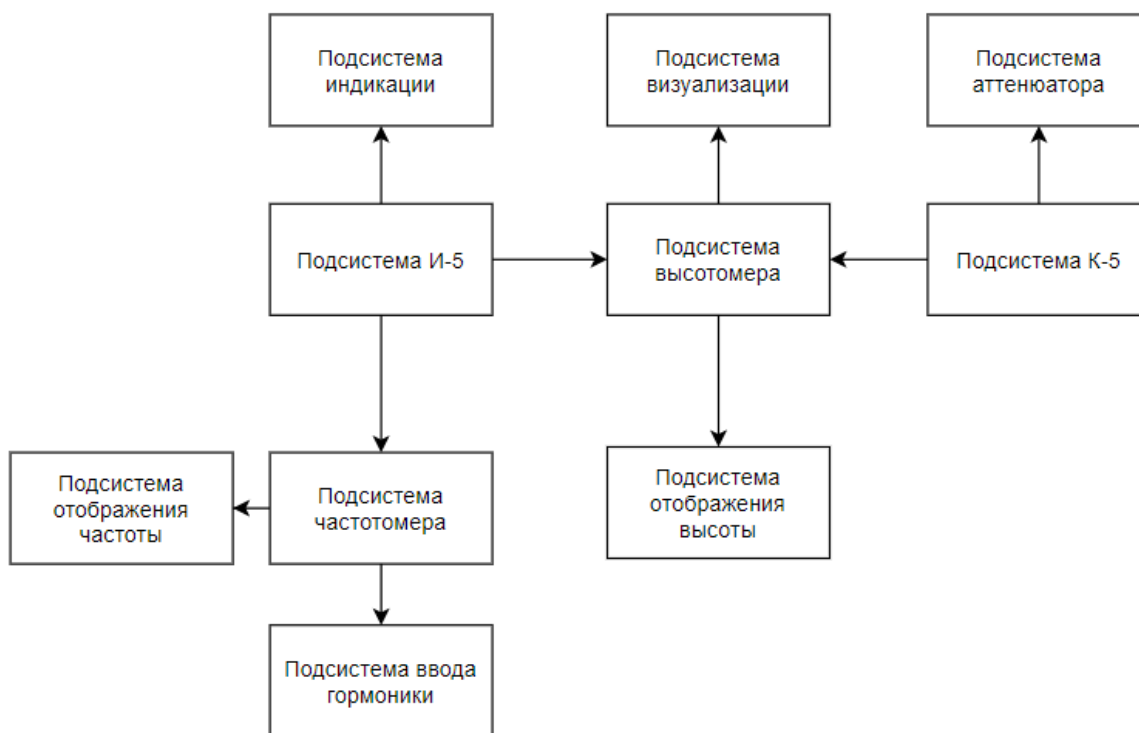 Подсистема
индикации
Подсистема
визуализации
Подсистема
аттенюатора
Подсистема И-5
Подсистема
высотомера
Подсистема К-5
Подсистема
отображения
частоты
Подсистема
частотомера
Подсистема
отображения
высоты
Подсистема ввода
гормоники